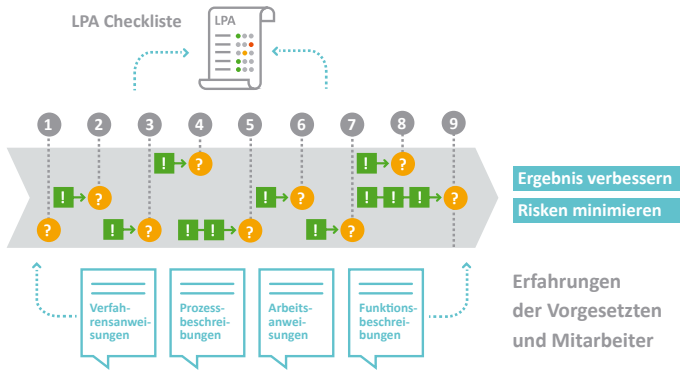 LPA Checkliste
LPA
1 2 3 4 5 6 7 8 9
! ? ! ?
! ? ! ? ! ! ! ! ?
? ! ? ! ! ? ! ?
Ergebnis verbessern
Risken minimieren
Verfah-
rensanwei-
sungen
Prozess-
beschrei-
bungen
Arbeits-
anwei-
sungen
Funktions-
beschrei-
bungen
Erfahrungen
der Vorgesetzten
und Mitarbeiter